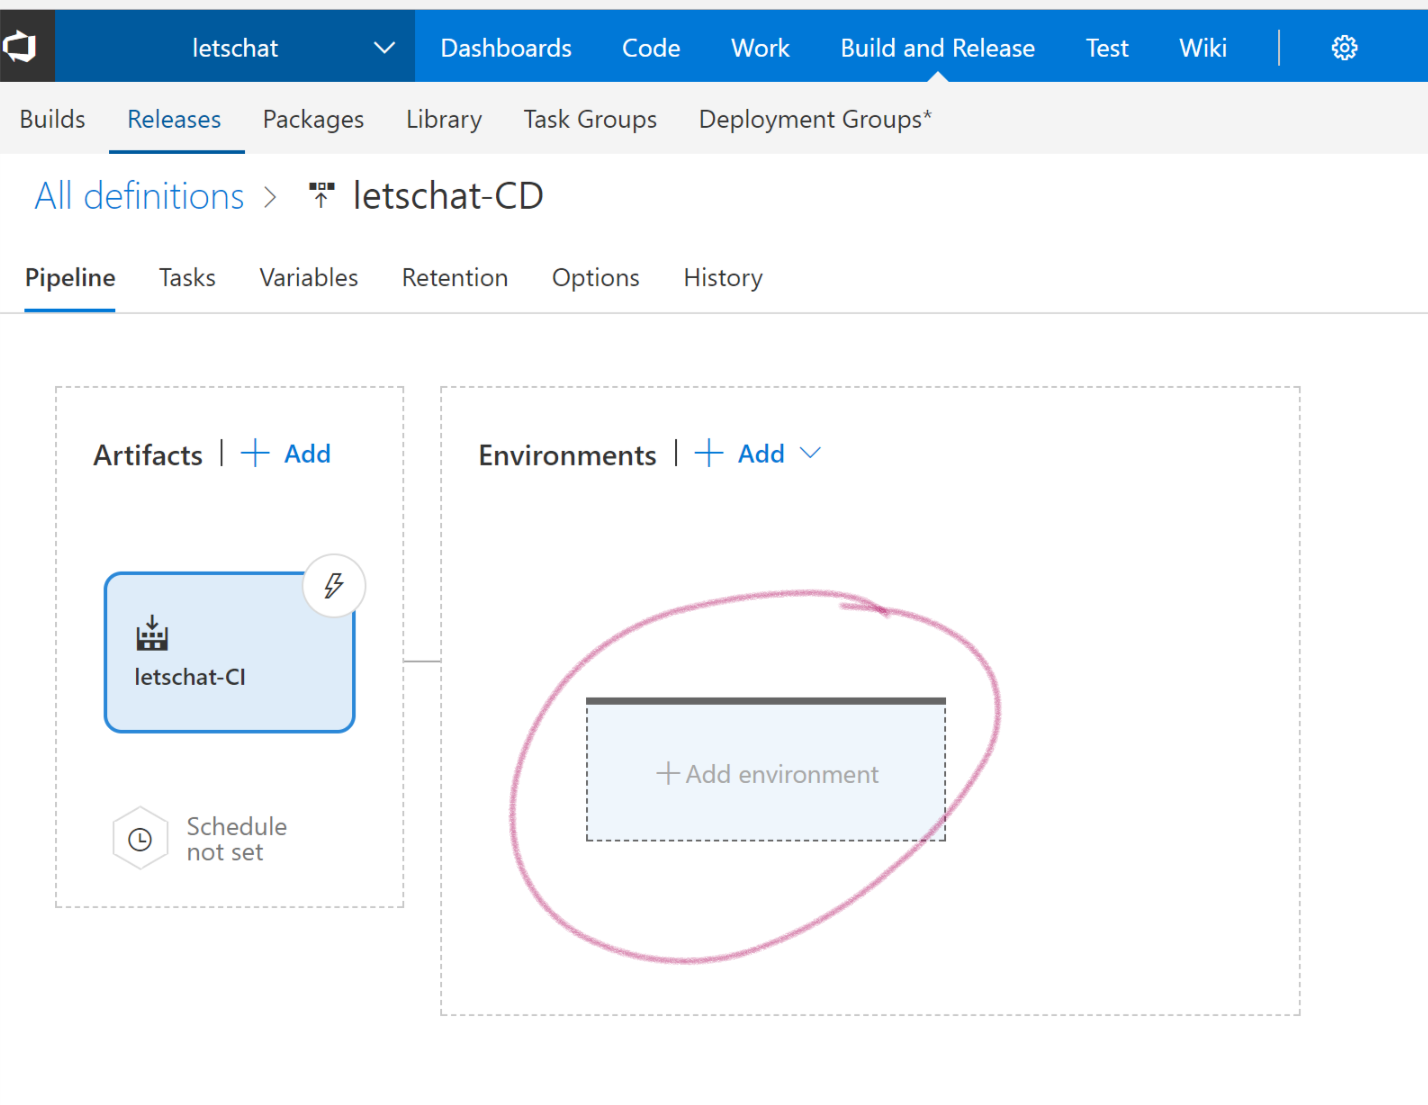 letschat Dashboards Code Work Build and Release Test Wiki
Builds Releases Packages Library Task Groups Deployment Groups*
All definitions > letschat-CD
Pipeline Tasks Variables Retention Options History
Artifacts | + Add
Environments | + Add
letschat-CI
+ Add environment
Schedule
not set